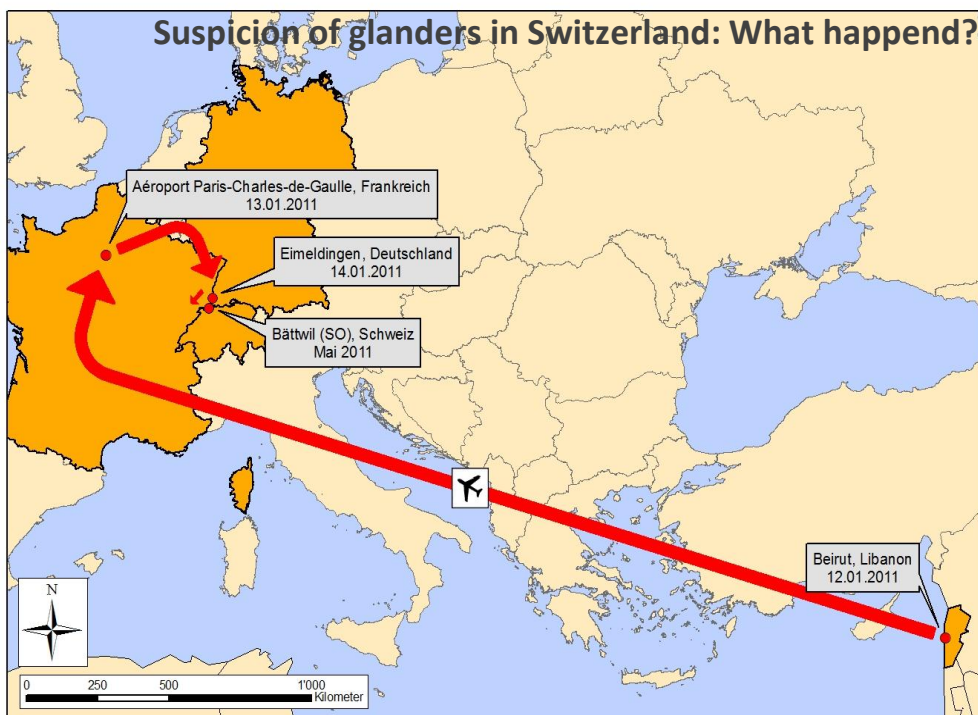 Suspicion of glanders in Switzerland: What happend?
Aéroport Paris-Charles-de-Gaulle, Frankreich
13.01.2011
Eimeldingen, Deutschland
14.01.2011
Bättwil (SO), Schweiz
Mai 2011
Beirut, Libanon
12.01.2011
N
0 250 500 1'000
Kilometer